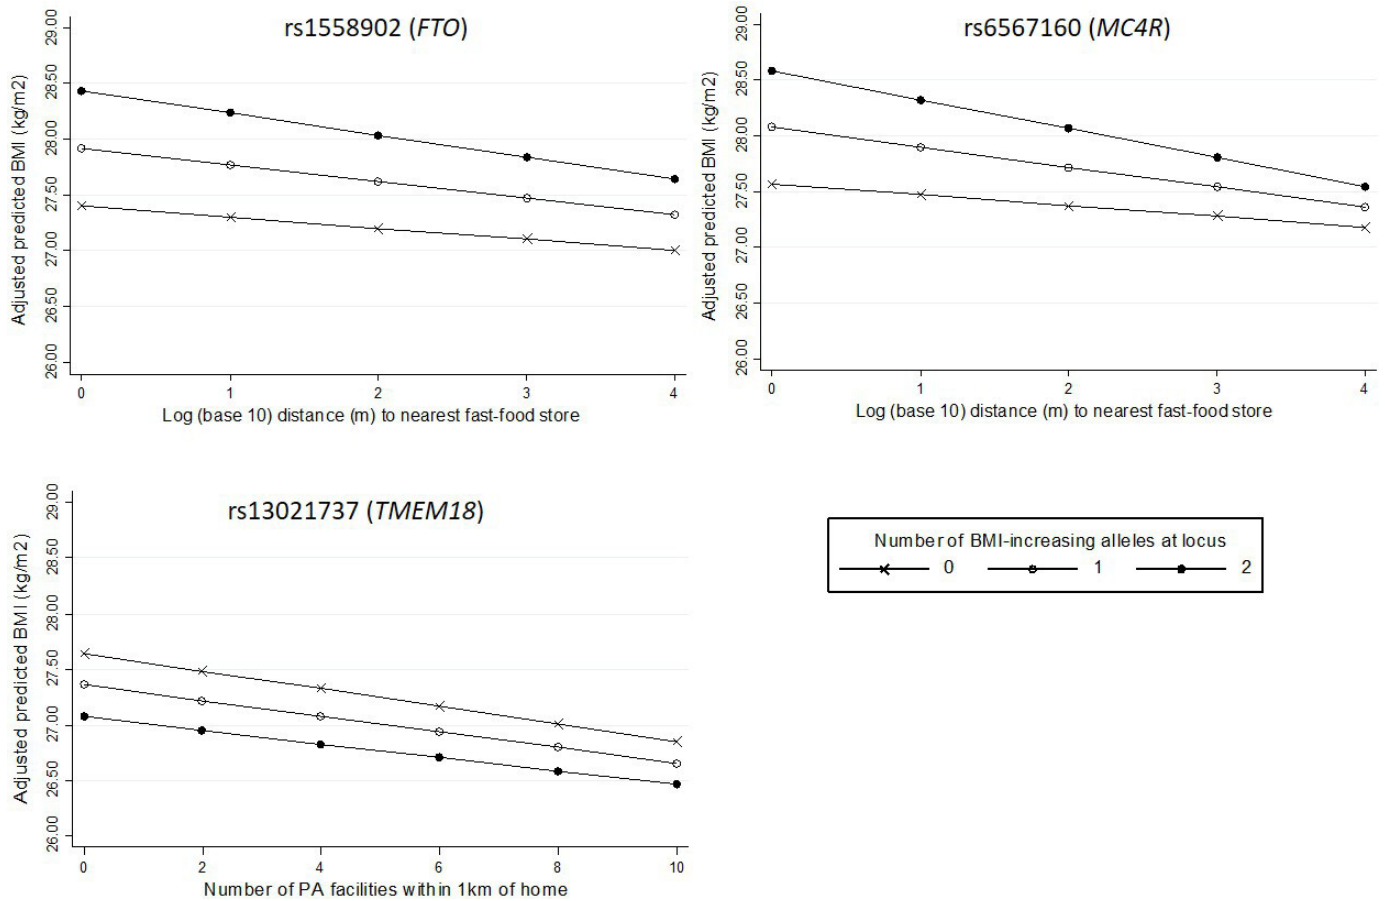 rs1558902 (FTO)
Adjusted predicted BMI (kg/m2)
29.00
28.50
28.00
27.50
27.00
26.50
26.00
0 1 2 3 4
Log (base 10) distance (m) to nearest fast-food store
rs6567160 (MC4R)
Adjusted predicted BMI (kg/m2)
29.00
28.50
28.00
27.50
27.00
26.50
26.00
0 1 2 3 4
Log (base 10) distance (m) to nearest fast-food store
rs13021737 (TMEM18)
Adjusted predicted BMI (kg/m2)
29.00
28.50
28.00
27.50
27.00
26.50
26.00
0 2 4 6 8 10
Number of PA facilities within 1km of home
Number of BMI-increasing alleles at locus
0 1 2